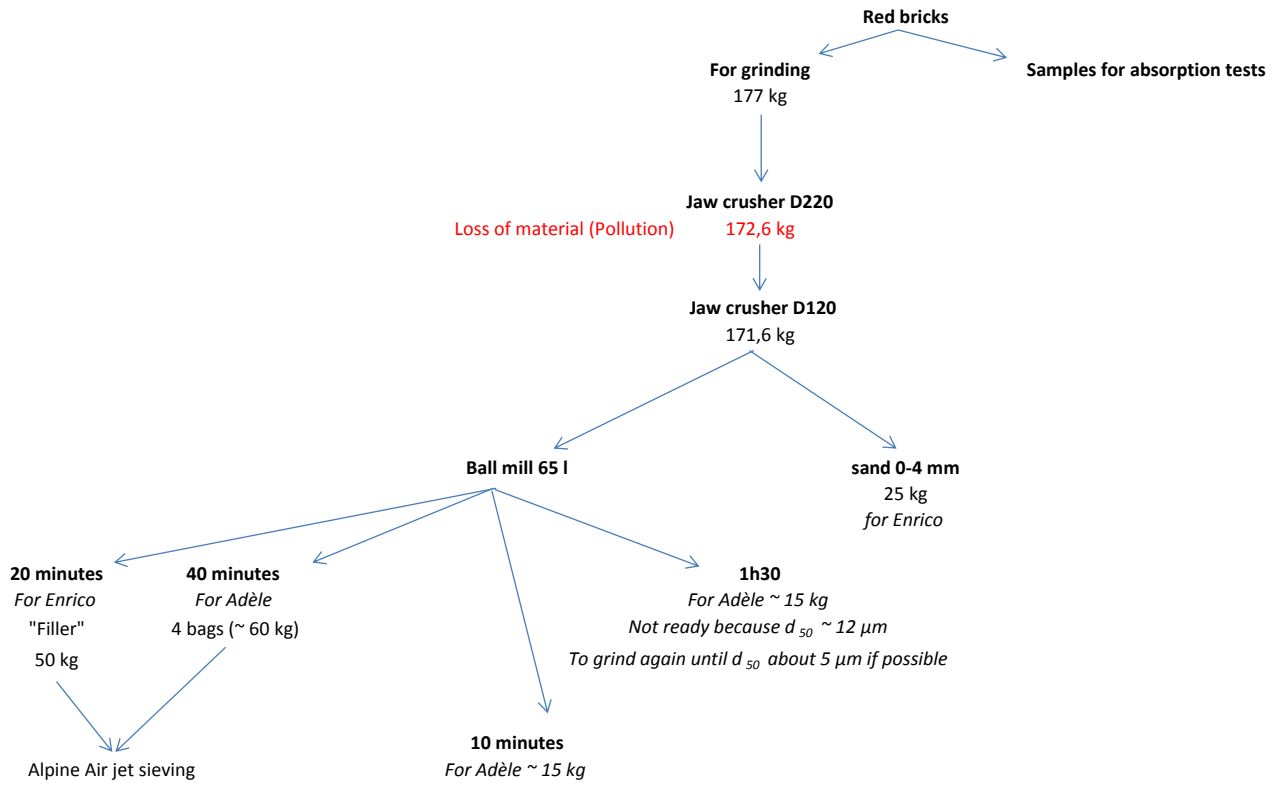 Red bricks
For grinding
177 kg
Samples for absorption tests
Jaw crusher D220
Loss of material (Pollution) 172,6 kg
Jaw crusher D120
171,6 kg
Ball mill 65 l
sand 0-4 mm
25 kg
for Enrico
20 minutes
For Enrico
"Filler"
50 kg
40 minutes
For Adèle
4 bags (~ 60 kg)
1h30
For Adèle ~ 15 kg
Not ready because d 50 ~ 12 µm
To grind again until d 50 about 5 µm if possible
10 minutes
For Adèle ~ 15 kg
Alpine Air jet sieving